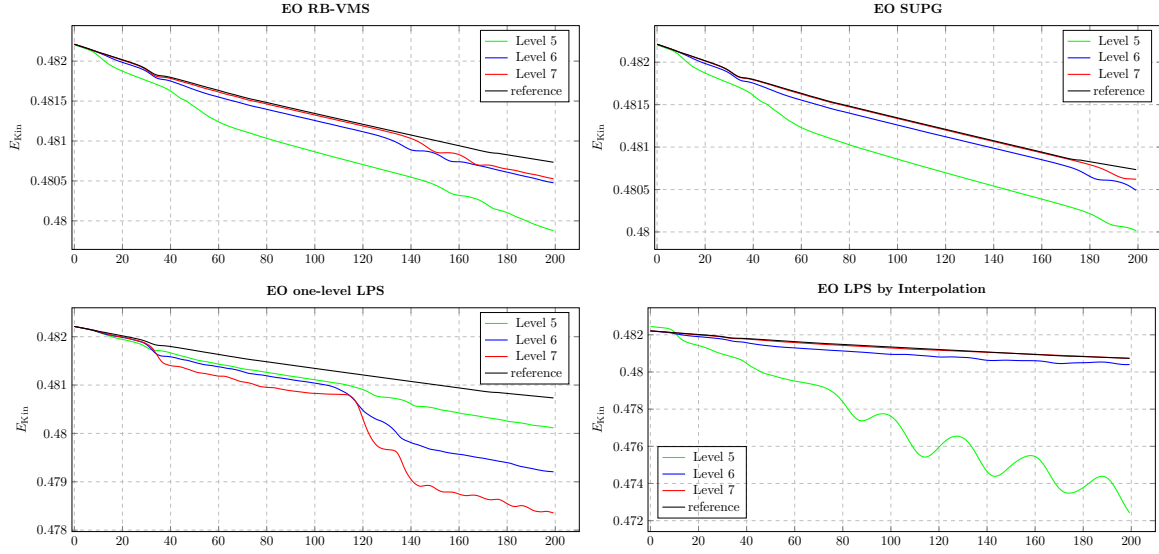 EO RB-VMS
Level 5
Level 6
Level 7
reference
0.482
0.4815
0.481
0.4805
0.48
E_Kin
0 20 40 60 80 100 120 140 160 180 200
EO SUPG
Level 5
Level 6
Level 7
reference
0.482
0.4815
0.481
0.4805
0.48
E_Kin
0 20 40 60 80 100 120 140 160 180 200
EO one-level LPS
Level 5
Level 6
Level 7
reference
0.482
0.481
0.48
0.479
0.478
E_Kin
0 20 40 60 80 100 120 140 160 180 200
EO LPS by Interpolation
0.482
0.48
0.478
0.476
0.474
0.472
E_Kin
Level 5
Level 6
Level 7
reference
0 20 40 60 80 100 120 140 160 180 200